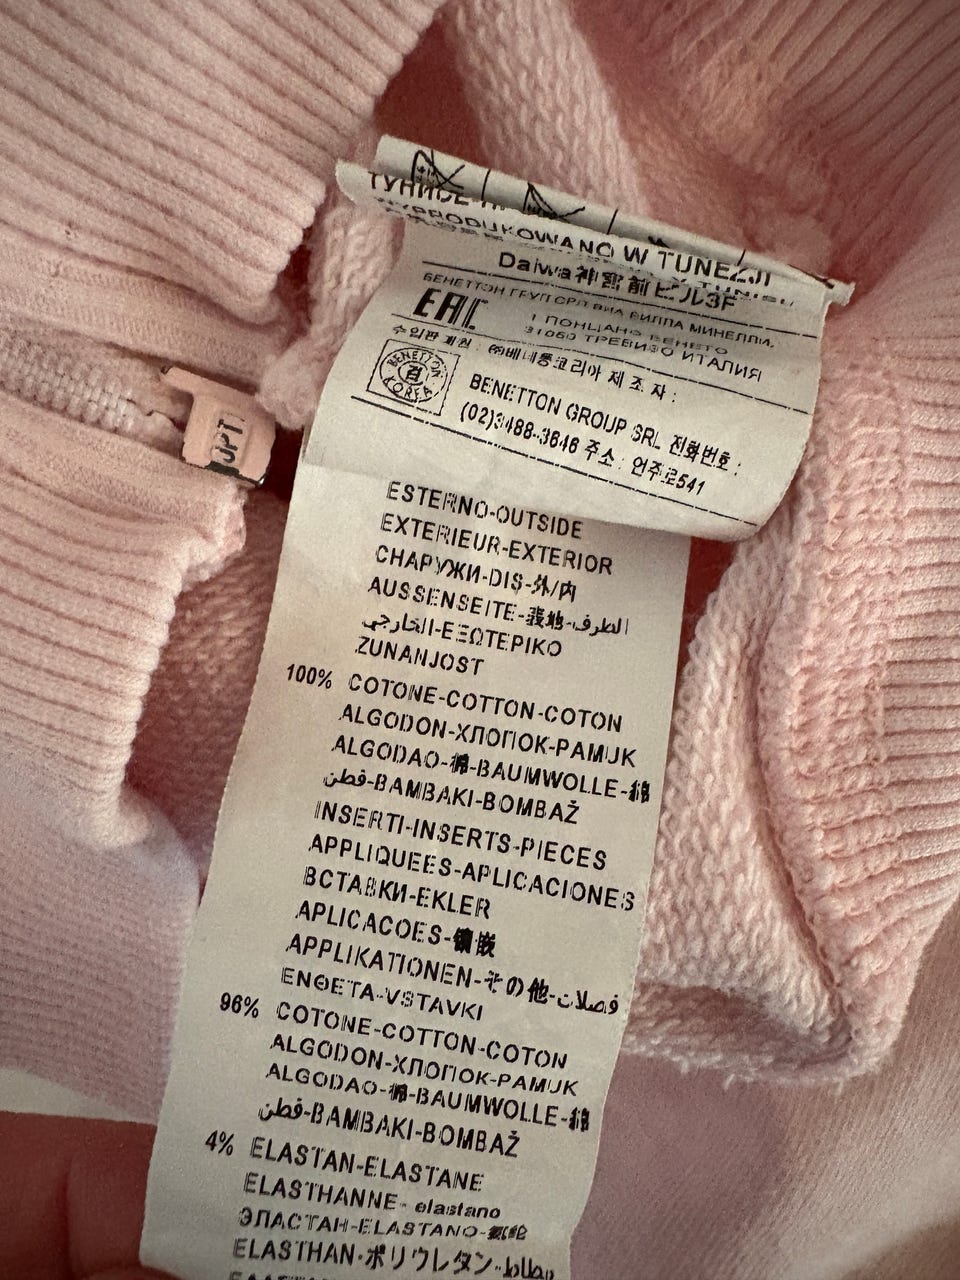 WYPRODUKOWANO W TUNEZJI
Daiwa神宮前ビル3F
БЕНЕТТОН ГРУП СРЛ ВИА ВИЛЛА МИНЕЛЛИ,
EAC
1 ПОНЦАНО ВЕНЕТО
31050 ТРЕВИЗО ИТАЛИЯ
㈜베네통코리아 제 조 자 :
BENETTON
KOREA
BENETTON GROUP SRL 전화번호 :
(02)3488-3646 주소 : 언주로541
OPTI
ESTERNO-OUTSIDE
EXTERIEUR-EXTERIOR
СНАРУЖИ-DIS-外/内
AUSSENSEITE-表地-الطرف
الخارجي-ΕΞΩΤΕΡΙΚΟ
ZUNANJOST
100% COTONE-COTTON-COTON
ALGODON-ХЛОПОК-PAMUK
ALGODAO-棉-BAUMWOLLE-綿
قطن-BAMBAKI-BOMBAŽ
INSERTI-INSERTS-PIECES
APPLIQUEES-APLICACIONES
ВСТАВКИ-EKLER
APLICACOES-镶嵌
APPLIKATIONEN-その他-فصلات
ΕΝΘΕΤΑ-VSTAVKI
96% COTONE-COTTON-COTON
ALGODON-ХЛОПОК-PAMUK
ALGODAO-棉-BAUMWOLLE-綿
قطن-BAMBAKI-BOMBAŽ
4% ELASTAN-ELASTANE
ELASTHANNE- elastano
ЭЛАСТАН-ELASTANO-氨纶
ELASTHAN-ポリウレタン-مطاط